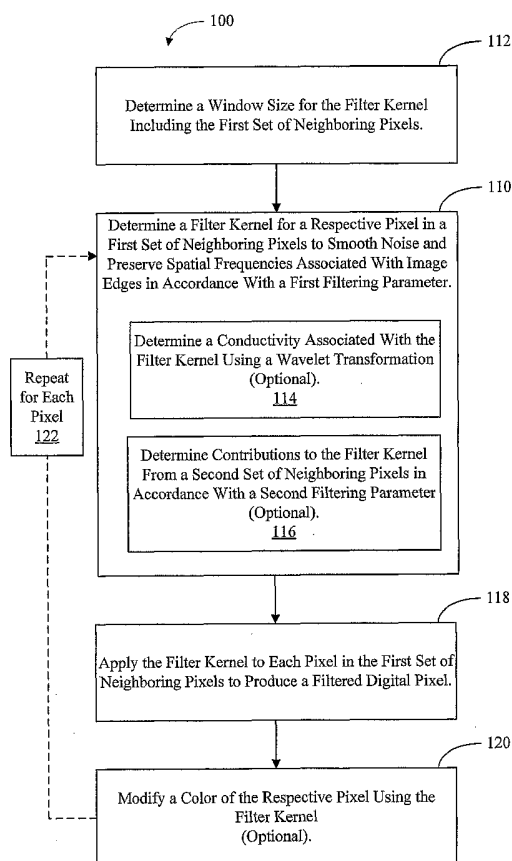 100
112
Determine a Window Size for the Filter Kernel
Including the First Set of Neighboring Pixels.
110
Determine a Filter Kernel for a Respective Pixel in a
First Set of Neighboring Pixels to Smooth Noise and
Preserve Spatial Frequencies Associated With Image
Edges in Accordance With a First Filtering Parameter.
Determine a Conductivity Associated With the
Filter Kernel Using a Wavelet Transformation
(Optional).
114
Repeat
for Each
Pixel
122
Determine Contributions to the Filter Kernel
From a Second Set of Neighboring Pixels in
Accordance With a Second Filtering Parameter
(Optional).
116
118
Apply the Filter Kernel to Each Pixel in the First Set of
Neighboring Pixels to Produce a Filtered Digital Pixel.
120
Modify a Color of the Respective Pixel Using the
Filter Kernel
(Optional).